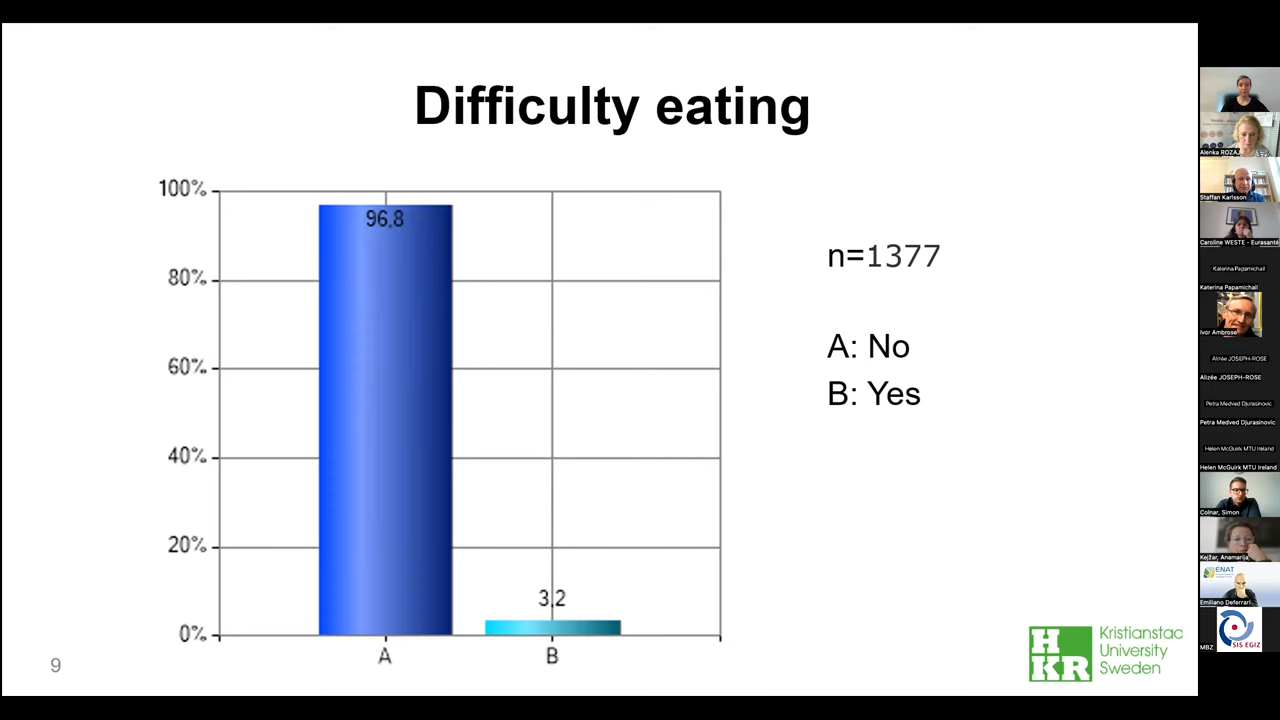 Difficulty eating
100%
80%
60%
40%
20%
0%
96,8
3,2
A
B
n=1377
A: No
B: Yes
9
HKR
Kristianstad
University
Sweden
Staffan Karlsson
Caroline WESTE - Eurasanté
Katerina Papamichail
Katerina Papamichail
Ivor Ambrose
Alizée JOSEPH-ROSE
Alizée JOSEPH-ROSE
Petra Medved Djurasinovic
Petra Medved Djurasinovic
Helen McGuirk MTU Ireland
Helen McGuirk MTU Ireland
Colnar, Simon
Kejžar, Anamarija
ENAT
Emiliano Deferrari
SIS EGIZ
MBZ